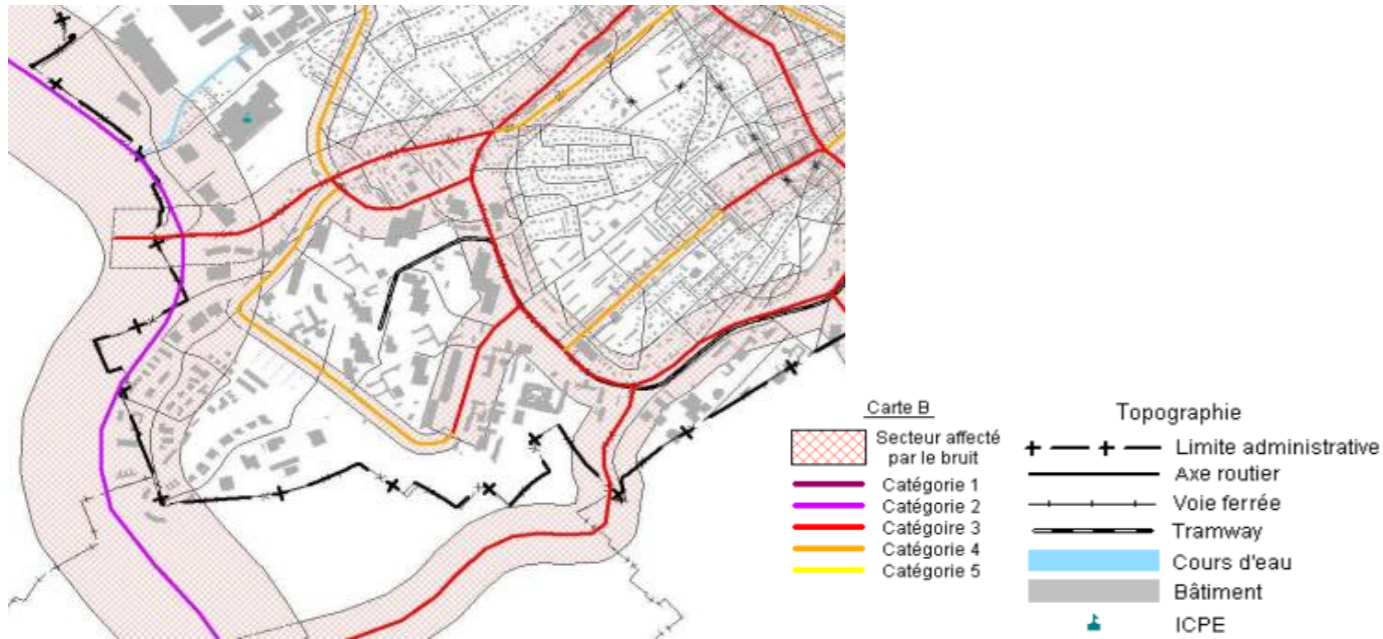 Carte B
Secteur affecté
par le bruit
Catégorie 1
Catégorie 2
Catégoire 3
Catégorie 4
Catégorie 5
Topographie
Limite administrative
Axe routier
Voie ferrée
Tramway
Cours d'eau
Bâtiment
ICPE